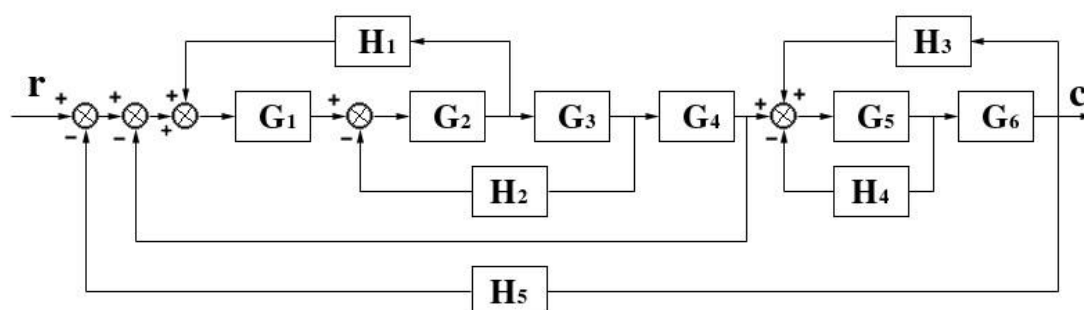 H1 H3
r + + + + G1 + G2 G3 G4 + + G5 G6 c
− − + − −
H2 H4
H5